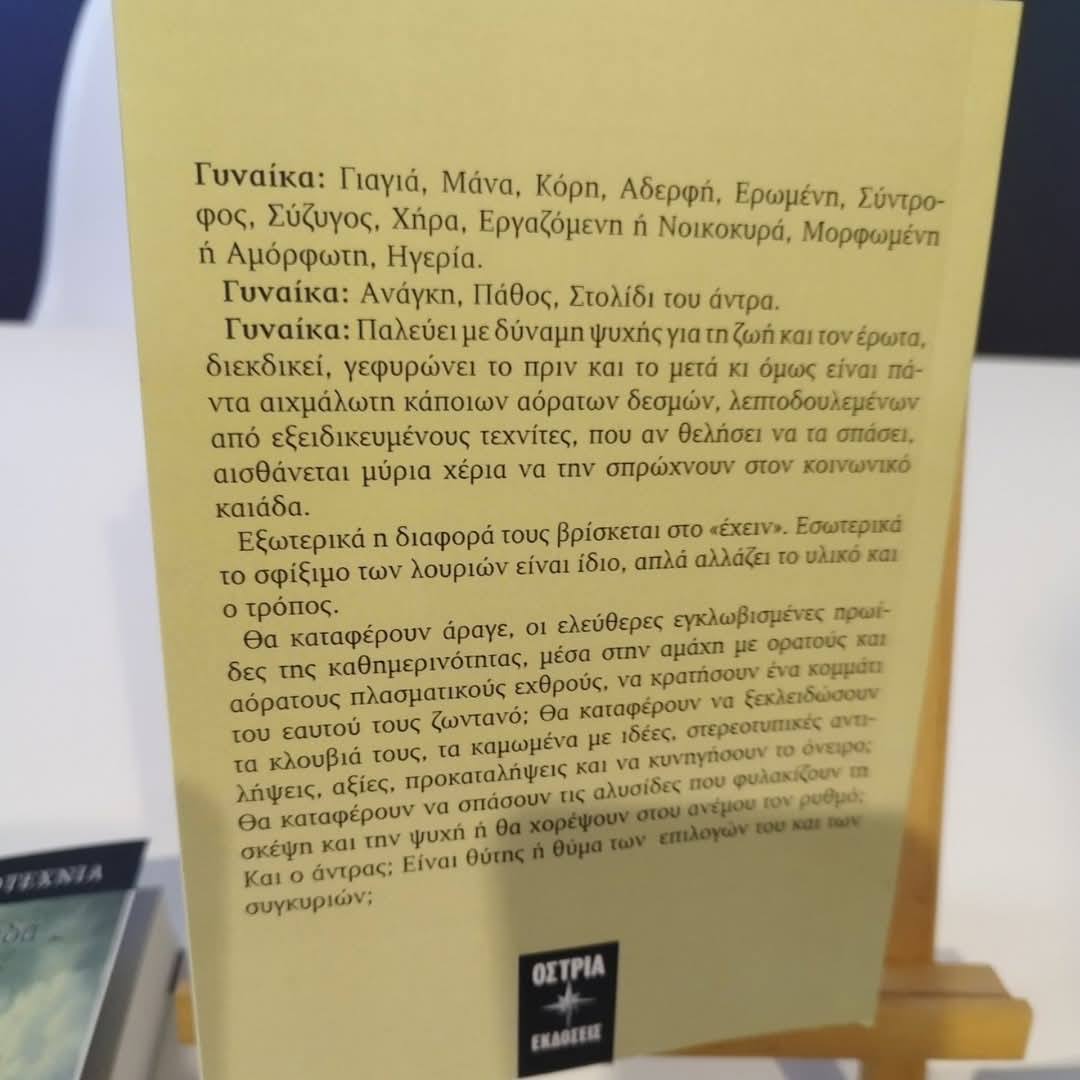 Γυναίκα: Γιαγιά, Μάνα, Κόρη, Αδερφή, Ερωμένη, Σύντρο-
φος, Σύζυγος, Χήρα, Εργαζόμενη ή Νοικοκυρά, Μορφωμένη
ή Αμόρφωτη, Ηγερία.
Γυναίκα: Ανάγκη, Πάθος, Στολίδι του άντρα.
Γυναίκα: Παλεύει με δύναμη ψυχής για τη ζωή και τον έρωτα,
διεκδικεί, γεφυρώνει το πριν και το μετά κι όμως είναι πά-
ντα αιχμάλωτη κάποιων αόρατων δεσμών, λεπτοδουλεμένων
από εξειδικευμένους τεχνίτες, που αν θελήσει να τα σπάσει,
αισθάνεται μύρια χέρια να την σπρώχνουν στον κοινωνικό
καιάδα.
Εξωτερικά η διαφορά τους βρίσκεται στο «έχειν». Εσωτερικά
το σφίξιμο των λουριών είναι ίδιο, απλά αλλάζει το υλικό και
ο τρόπος.
Θα καταφέρουν άραγε, οι ελεύθερες εγκλωβισμένες ηρωί-
δες της καθημερινότητας, μέσα στην αμάχη με ορατούς και
αόρατους πλασματικούς εχθρούς, να κρατήσουν ένα κομμάτι
του εαυτού τους ζωντανό; Θα καταφέρουν να ξεκλειδώσουν
τα κλουβιά τους, τα καμωμένα με ιδέες, στερεοτυπικές αντι-
λήψεις, αξίες, προκαταλήψεις και να κυνηγήσουν το όνειρο;
Θα καταφέρουν να σπάσουν τις αλυσίδες που φυλακίζουν τη
σκέψη και την ψυχή ή θα χορέψουν στου ανέμου τον ρυθμό;
Και ο άντρας; Είναι θύτης ή θύμα των επιλογών του και των
συγκυριών;
ΟΣΤΡΙΑ
ΕΚΔΟΣΕΙΣ